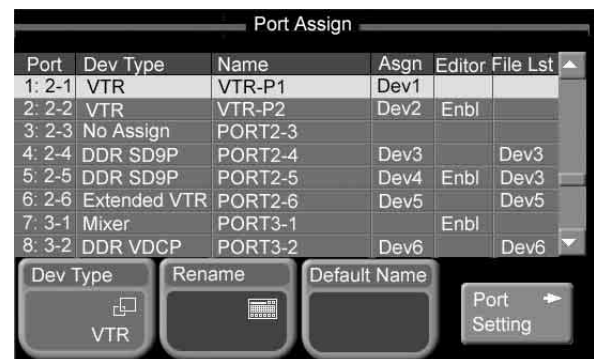 Port Assign
Port Dev Type Name Asgn Editor File Lst
1: 2-1 VTR VTR-P1 Dev1
2: 2-2 VTR VTR-P2 Dev2 Enbl
3: 2-3 No Assign PORT2-3
4: 2-4 DDR SD9P PORT2-4 Dev3 Dev3
5: 2-5 DDR SD9P PORT2-5 Dev4 Enbl Dev3
6: 2-6 Extended VTR PORT2-6 Dev5 Dev5
7: 3-1 Mixer PORT3-1 Enbl
8: 3-2 DDR VDCP PORT3-2 Dev6 Dev6
Dev Type Rename Default Name
VTR
Port
Setting